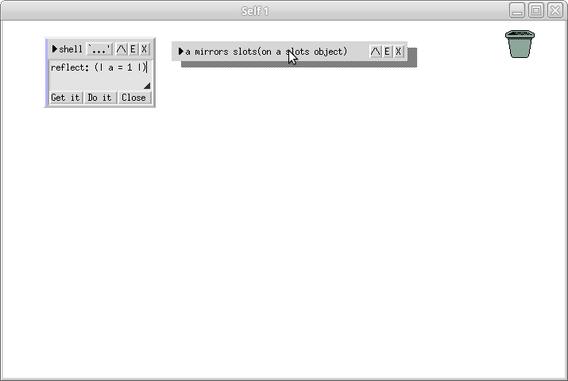 Self 1
shell '...' /\ E X
a mirrors slots(on a slots object) /\ E X
reflect: (| a = 1 |)
Get it Do it Close